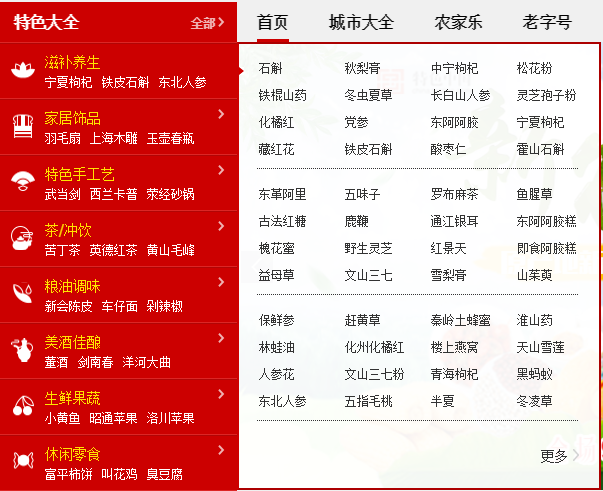 特色大全 全部 首页 城市大全 农家乐 老字号
滋补养生
宁夏枸杞 铁皮石斛 东北人参
家居饰品
羽毛扇 上海木雕 玉壶春瓶
特色手工艺
武当剑 西兰卡普 荥经砂锅
茶/冲饮
苦丁茶 英德红茶 黄山毛峰
粮油调味
新会陈皮 车仔面 剁辣椒
美酒佳酿
董酒 剑南春 洋河大曲
生鲜果蔬
小黄鱼 昭通苹果 洛川苹果
休闲零食
富平柿饼 叫花鸡 臭豆腐
石斛 秋梨膏 中宁枸杞 松花粉
铁棍山药 冬虫夏草 长白山人参 灵芝孢子粉
化橘红 党参 东阿阿胶 宁夏枸杞
藏红花 铁皮石斛 酸枣仁 霍山石斛
东革阿里 五味子 罗布麻茶 鱼腥草
古法红糖 鹿鞭 通江银耳 东阿阿胶糕
槐花蜜 野生灵芝 红景天 即食阿胶糕
益母草 文山三七 雪梨膏 山茱萸
保鲜参 赶黄草 秦岭土蜂蜜 淮山药
林蛙油 化州化橘红 楼上燕窝 天山雪莲
人参花 文山三七粉 青海枸杞 黑蚂蚁
东北人参 五指毛桃 半夏 冬凌草
更多